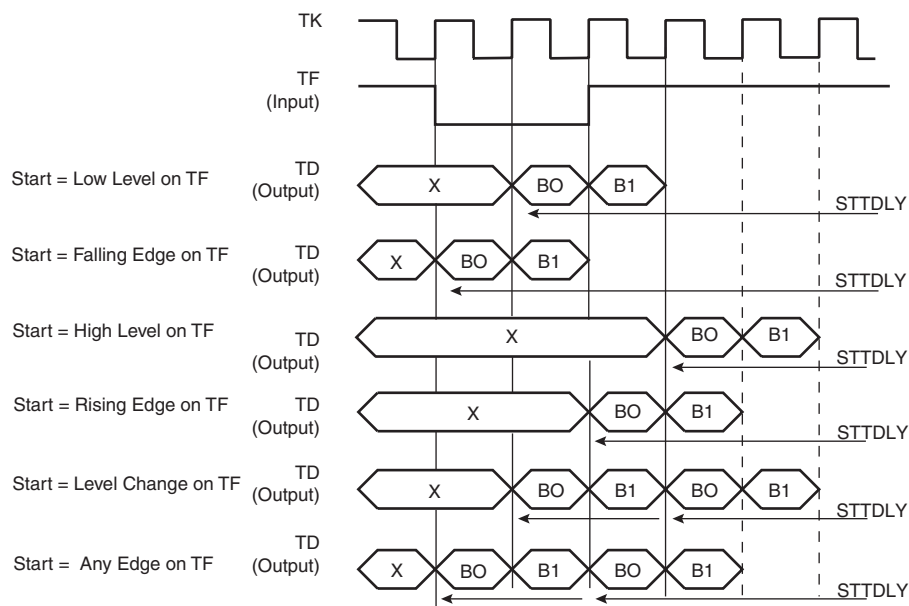 TK
TF
(Input)
Start = Low Level on TF
TD
(Output)
X
BO
B1
STTDLY
Start = Falling Edge on TF
TD
(Output)
X
BO
B1
STTDLY
Start = High Level on TF
TD
(Output)
X
BO
B1
STTDLY
Start = Rising Edge on TF
TD
(Output)
X
BO
B1
STTDLY
Start = Level Change on TF
TD
(Output)
X
BO
B1
BO
B1
STTDLY
Start = Any Edge on TF
TD
(Output)
X
BO
B1
BO
B1
STTDLY